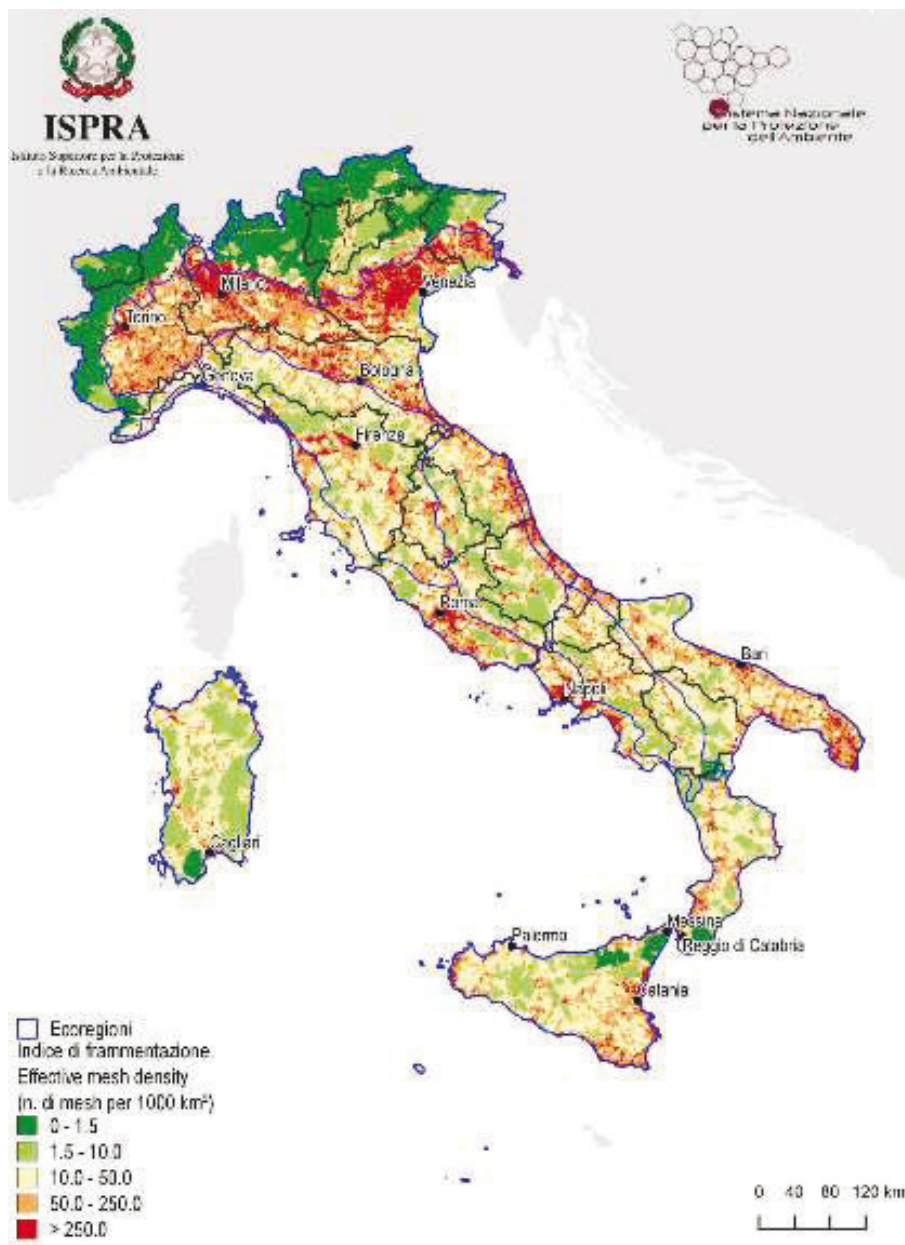 ISPRA
Istituto Superiore per la Protezione
e la Ricerca Ambientale
Sistema Nazionale
per la Protezione
dell'Ambiente
Milano
Venezia
Torino
Bologna
Genova
Firenze
Roma
Bari
Napoli
Cagliari
Messina
Palermo
Reggio di Calabria
Catania
Ecoregioni
Indice di frammentazione
Effective mesh density
(n. di mesh per 1000 km²)
0 - 1.5
1.5 - 10.0
10.0 - 50.0
50.0 - 250.0
> 250.0
0 40 80 120 km